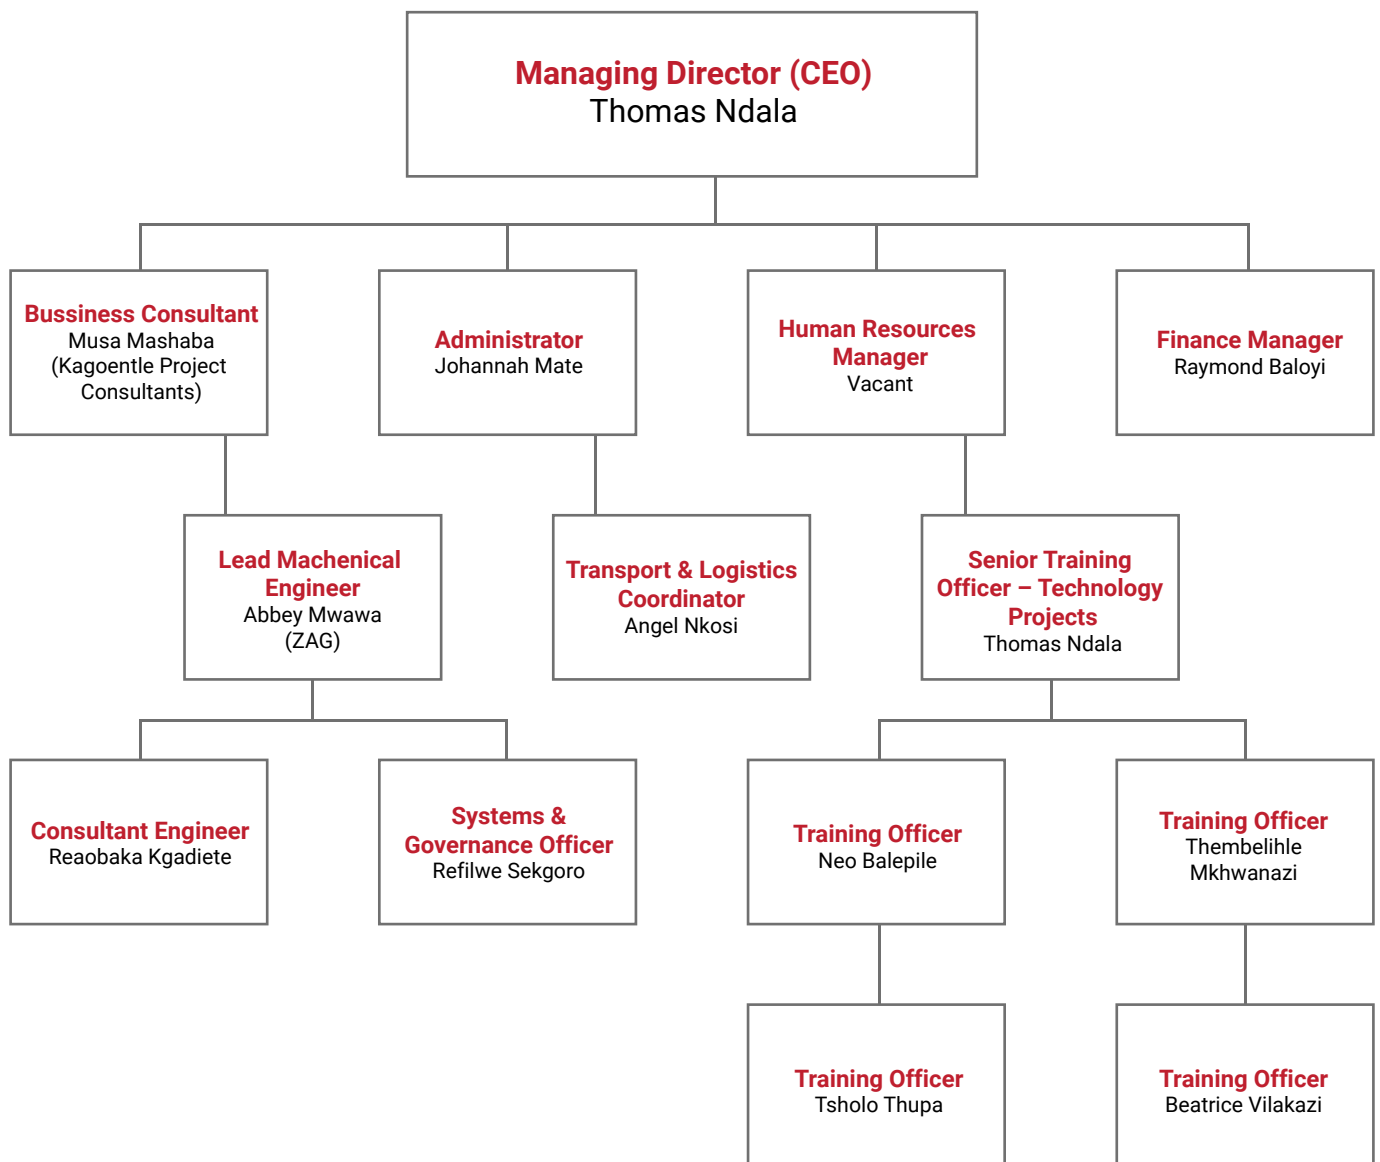 Managing Director (CEO)
Thomas Ndala
Bussiness Consultant
Musa Mashaba
(Kagoentle Project
Consultants)
Administrator
Johannah Mate
Human Resources
Manager
Vacant
Finance Manager
Raymond Baloyi
Lead Machenical
Engineer
Abbey Mwawa
(ZAG)
Transport & Logistics
Coordinator
Angel Nkosi
Senior Training
Officer – Technology
Projects
Thomas Ndala
Consultant Engineer
Reaobaka Kgadiete
Systems &
Governance Officer
Refilwe Sekgoro
Training Officer
Neo Balepile
Training Officer
Thembelihle
Mkhwanazi
Training Officer
Tsholo Thupa
Training Officer
Beatrice Vilakazi